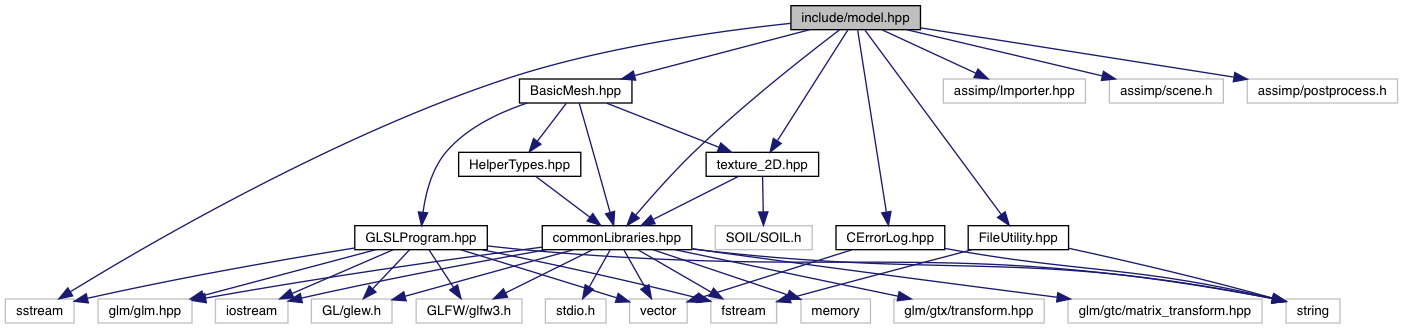 include/model.hpp
BasicMesh.hpp
assimp/Importer.hpp
assimp/scene.h
assimp/postprocess.h
HelperTypes.hpp
texture_2D.hpp
GLSLProgram.hpp
commonLibraries.hpp
SOIL/SOIL.h
CErrorLog.hpp
FileUtility.hpp
sstream
glm/glm.hpp
iostream
GL/glew.h
GLFW/glfw3.h
stdio.h
vector
fstream
memory
glm/gtx/transform.hpp
glm/gtc/matrix_transform.hpp
string